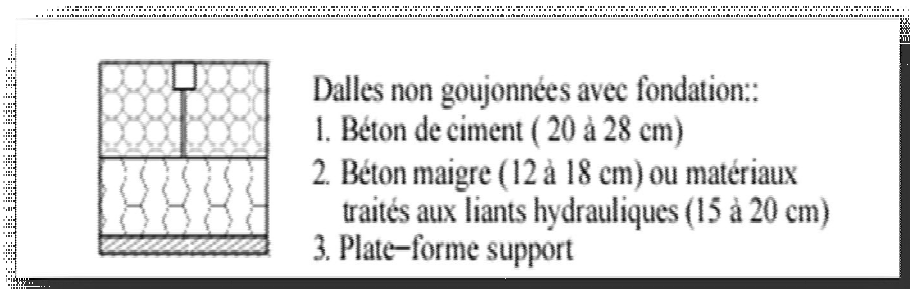 Dalles non goujonnées avec fondation::
1. Béton de ciment ( 20 à 28 cm)
2. Béton maigre (12 à 18 cm) ou matériaux
traités aux liants hydrauliques (15 à 20 cm)
3. Plate-forme support